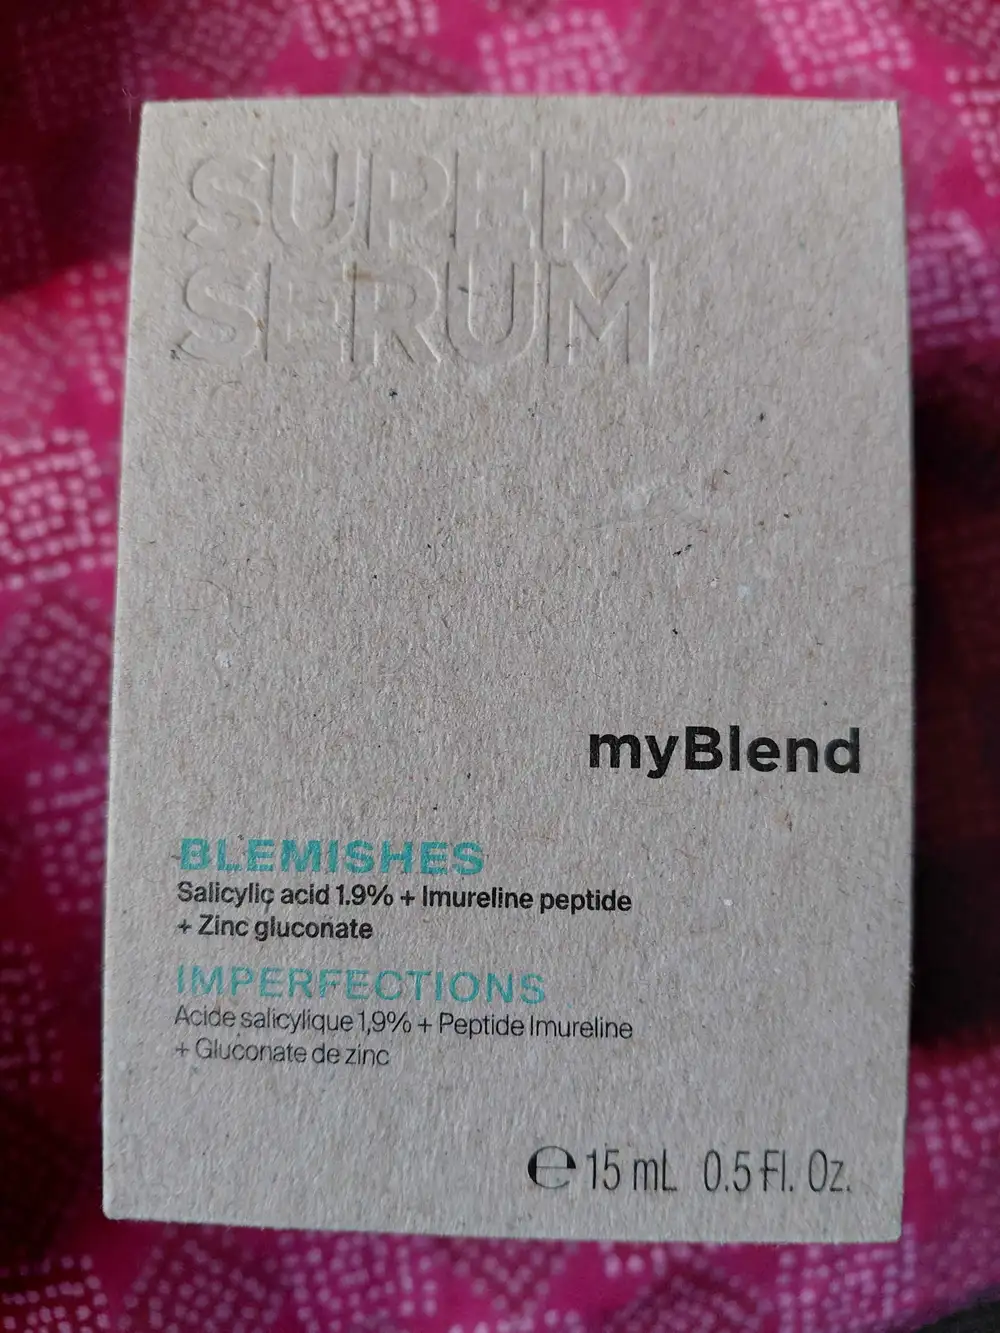 SUPER
SERUM
myBlend
BLEMISHES
Salicylic acid 1.9% + Imureline peptide
+ Zinc gluconate
IMPERFECTIONS
Acide salicylique 1,9% + Peptide Imureline
+ Gluconate de zinc
℮ 15 mL 0.5 Fl. Oz.